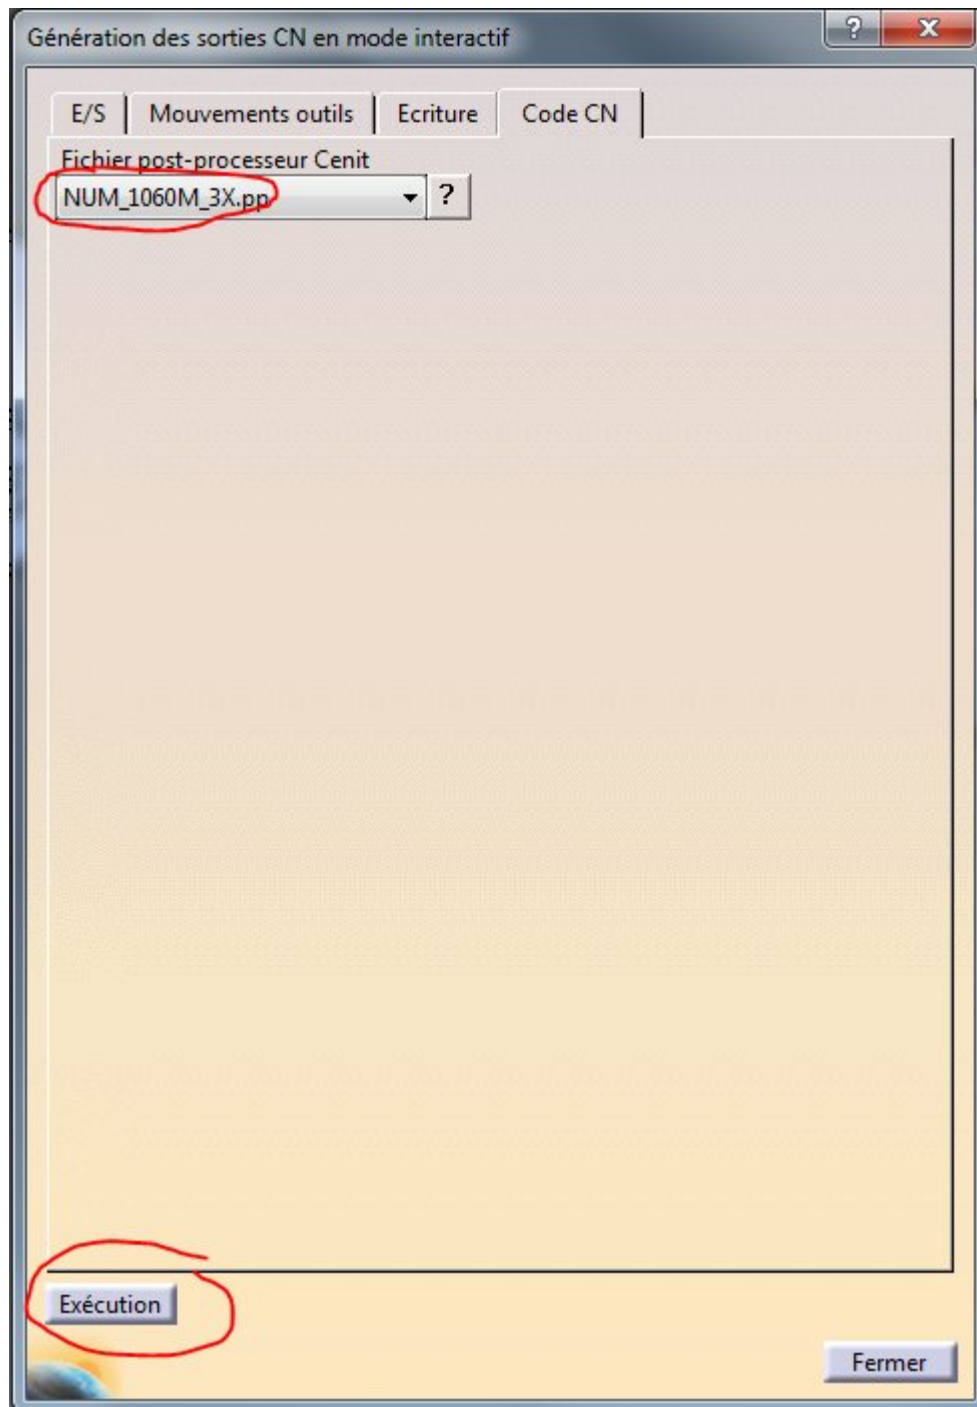 Génération des sorties CN en mode interactif
? X
E/S Mouvements outils Ecriture Code CN
Fichier post-processeur Cenit
NUM_1060M_3X.pp ?
Exécution
Fermer